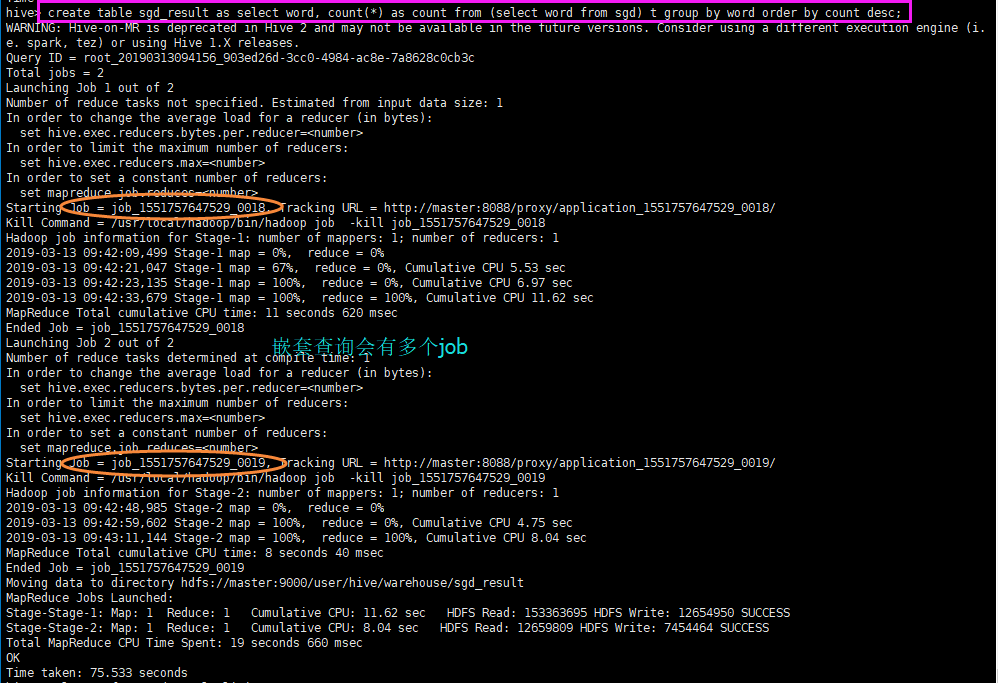 hive> create table sgd_result as select word, count(*) as count from (select word from sgd) t group by word order by count desc;
WARNING: Hive-on-MR is deprecated in Hive 2 and may not be available in the future versions. Consider using a different execution engine (i.
e. spark, tez) or using Hive 1.X releases.
Query ID = root_20190313094156_903ed26d-3cc0-4984-ac8e-7a8628c0cb3c
Total jobs = 2
Launching Job 1 out of 2
Number of reduce tasks not specified. Estimated from input data size: 1
In order to change the average load for a reducer (in bytes):
  set hive.exec.reducers.bytes.per.reducer=<number>
In order to limit the maximum number of reducers:
  set hive.exec.reducers.max=<number>
In order to set a constant number of reducers:
  set mapreduce.job.reduces=<number>
Starting Job = job_1551757647529_0018, Tracking URL = http://master:8088/proxy/application_1551757647529_0018/
Kill Command = /usr/local/hadoop/bin/hadoop job  -kill job_1551757647529_0018
Hadoop job information for Stage-1: number of mappers: 1; number of reducers: 1
2019-03-13 09:42:09,499 Stage-1 map = 0%,  reduce = 0%
2019-03-13 09:42:21,047 Stage-1 map = 67%,  reduce = 0%, Cumulative CPU 5.53 sec
2019-03-13 09:42:23,135 Stage-1 map = 100%,  reduce = 0%, Cumulative CPU 6.97 sec
2019-03-13 09:42:33,679 Stage-1 map = 100%,  reduce = 100%, Cumulative CPU 11.62 sec
MapReduce Total cumulative CPU time: 11 seconds 620 msec
Ended Job = job_1551757647529_0018
Launching Job 2 out of 2
嵌套查询会有多个job
Number of reduce tasks determined at compile time: 1
In order to change the average load for a reducer (in bytes):
  set hive.exec.reducers.bytes.per.reducer=<number>
In order to limit the maximum number of reducers:
  set hive.exec.reducers.max=<number>
In order to set a constant number of reducers:
  set mapreduce.job.reduces=<number>
Starting Job = job_1551757647529_0019, Tracking URL = http://master:8088/proxy/application_1551757647529_0019/
Kill Command = /usr/local/hadoop/bin/hadoop job  -kill job_1551757647529_0019
Hadoop job information for Stage-2: number of mappers: 1; number of reducers: 1
2019-03-13 09:42:48,985 Stage-2 map = 0%,  reduce = 0%
2019-03-13 09:42:59,602 Stage-2 map = 100%,  reduce = 0%, Cumulative CPU 4.75 sec
2019-03-13 09:43:11,144 Stage-2 map = 100%,  reduce = 100%, Cumulative CPU 8.04 sec
MapReduce Total cumulative CPU time: 8 seconds 40 msec
Ended Job = job_1551757647529_0019
Moving data to directory hdfs://master:9000/user/hive/warehouse/sgd_result
MapReduce Jobs Launched:
Stage-Stage-1: Map: 1  Reduce: 1   Cumulative CPU: 11.62 sec   HDFS Read: 153363695 HDFS Write: 12654950 SUCCESS
Stage-Stage-2: Map: 1  Reduce: 1   Cumulative CPU: 8.04 sec   HDFS Read: 12659809 HDFS Write: 7454464 SUCCESS
Total MapReduce CPU Time Spent: 19 seconds 660 msec
OK
Time taken: 75.533 seconds